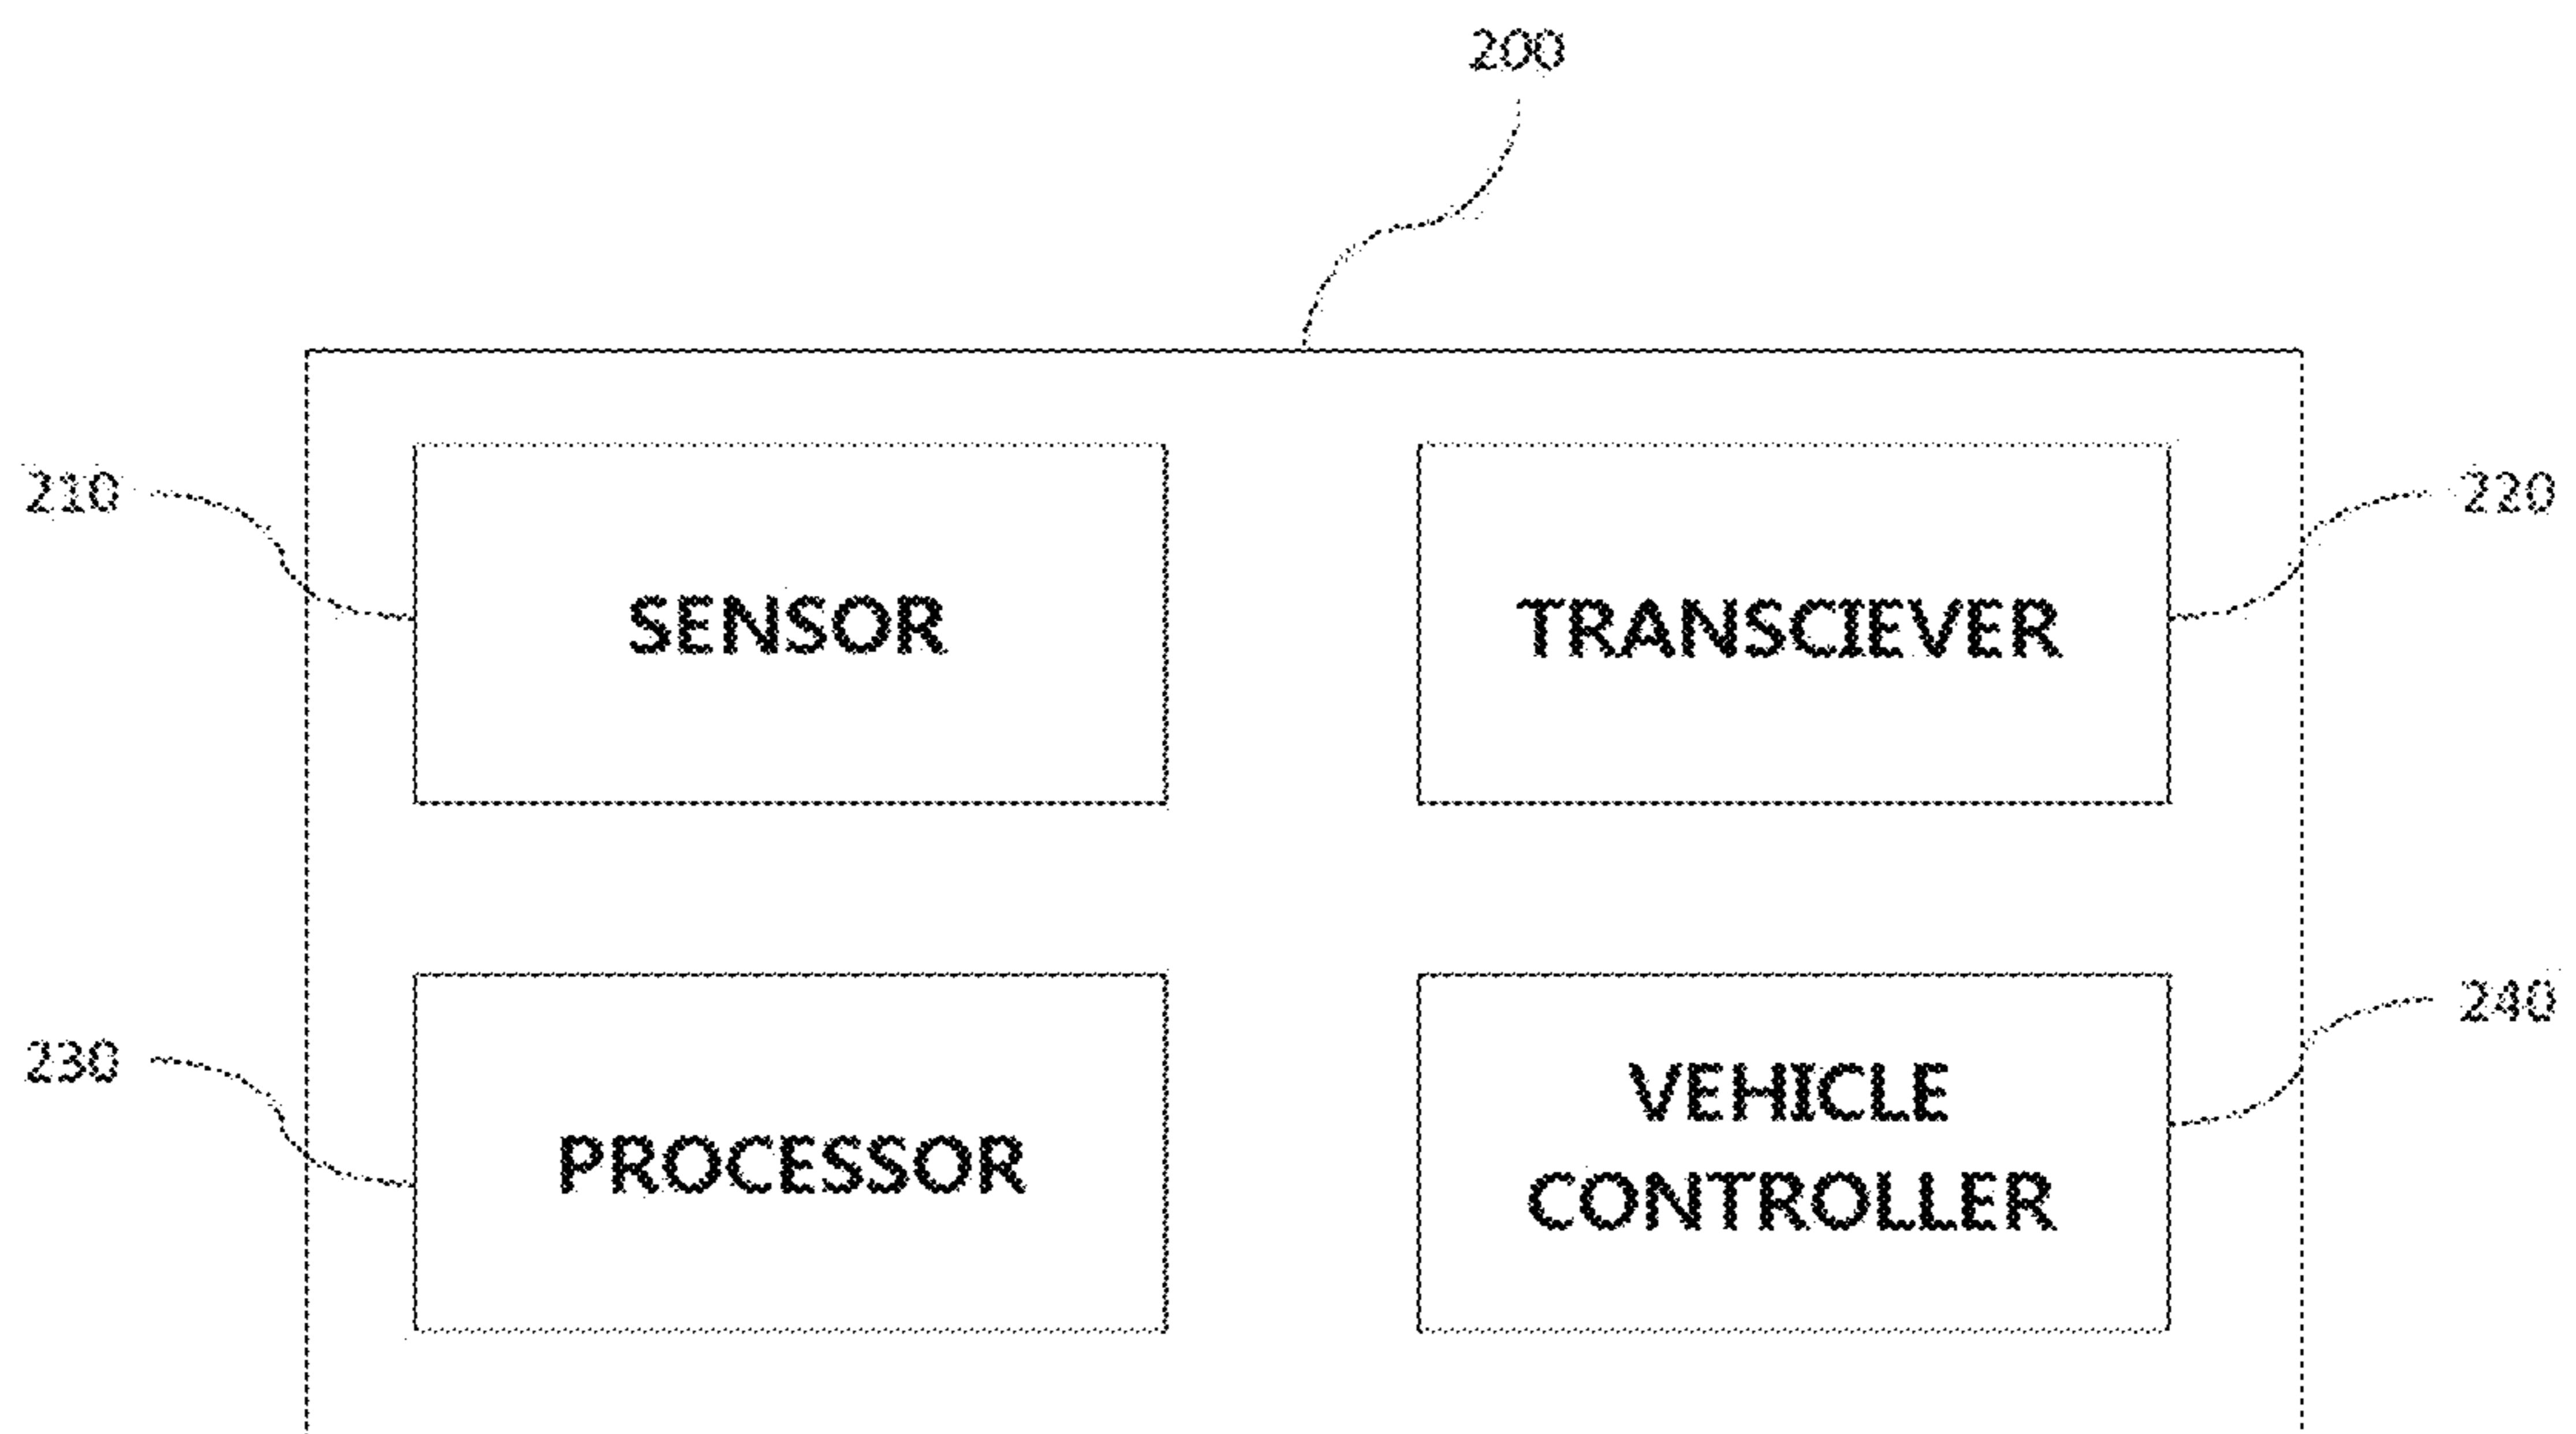 200
210
SENSOR
TRANSCIEVER
220
230
PROCESSOR
VEHICLE
CONTROLLER
240